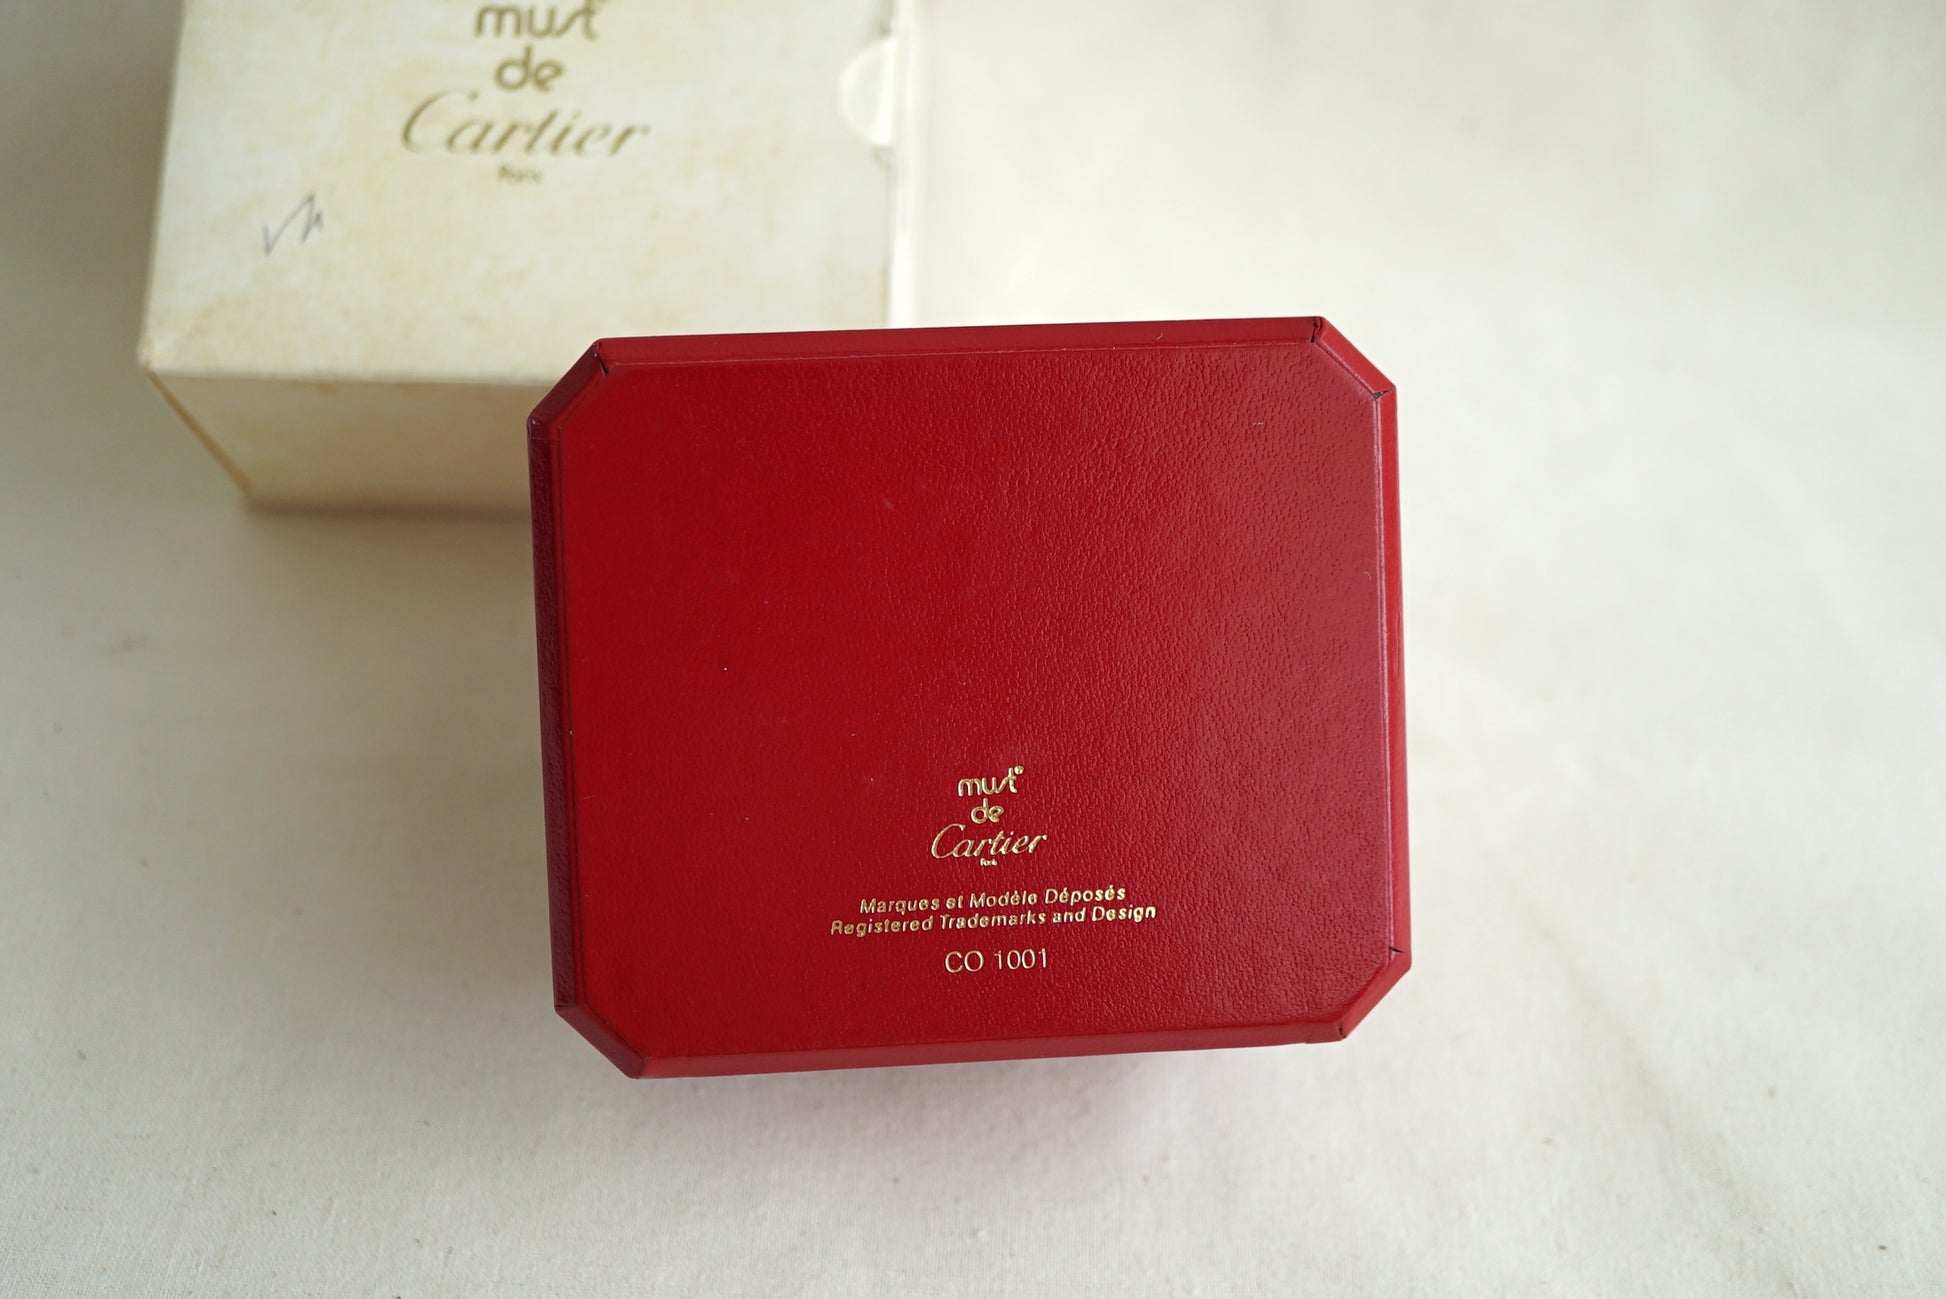 must
de
Cartier
Paris
must®
de
Cartier
Paris
Marques et Modèle Déposés
Registered Trademarks and Design
CO 1001